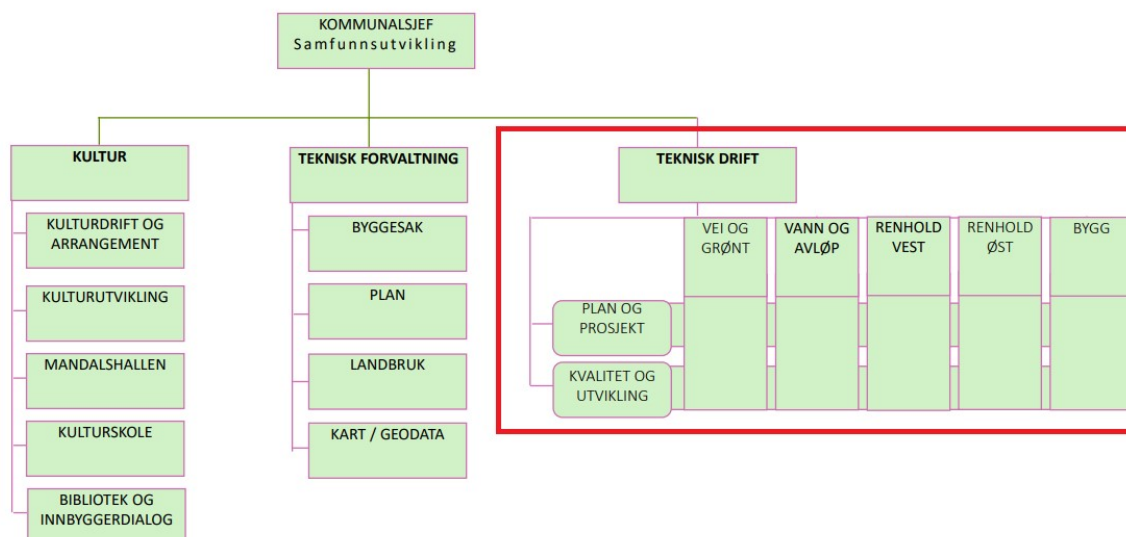 KOMMUNALSJEF
Samfunnsutvikling
KULTUR
KULTURDRIFT OG
ARRANGEMENT
KULTURUTVIKLING
MANDALSHALLEN
KULTURSKOLE
BIBLIOTEK OG
INNBYGGERDIALOG
TEKNISK FORVALTNING
BYGGESAK
PLAN
LANDBRUK
KART / GEODATA
TEKNISK DRIFT
VEI OG
GRØNT
VANN OG
AVLØP
RENHOLD
VEST
RENHOLD
ØST
BYGG
PLAN OG
PROSJEKT
KVALITET OG
UTVIKLING